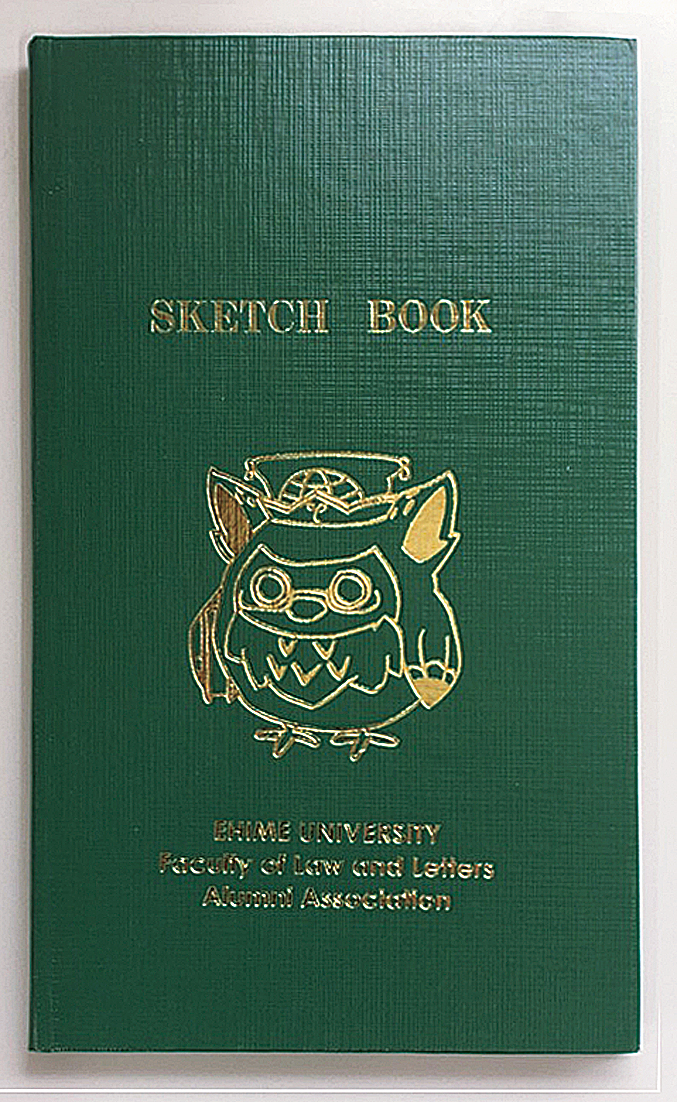 SKETCH BOOK
EHIME UNIVERSITY
Faculty of Law and Letters
Alumni Association